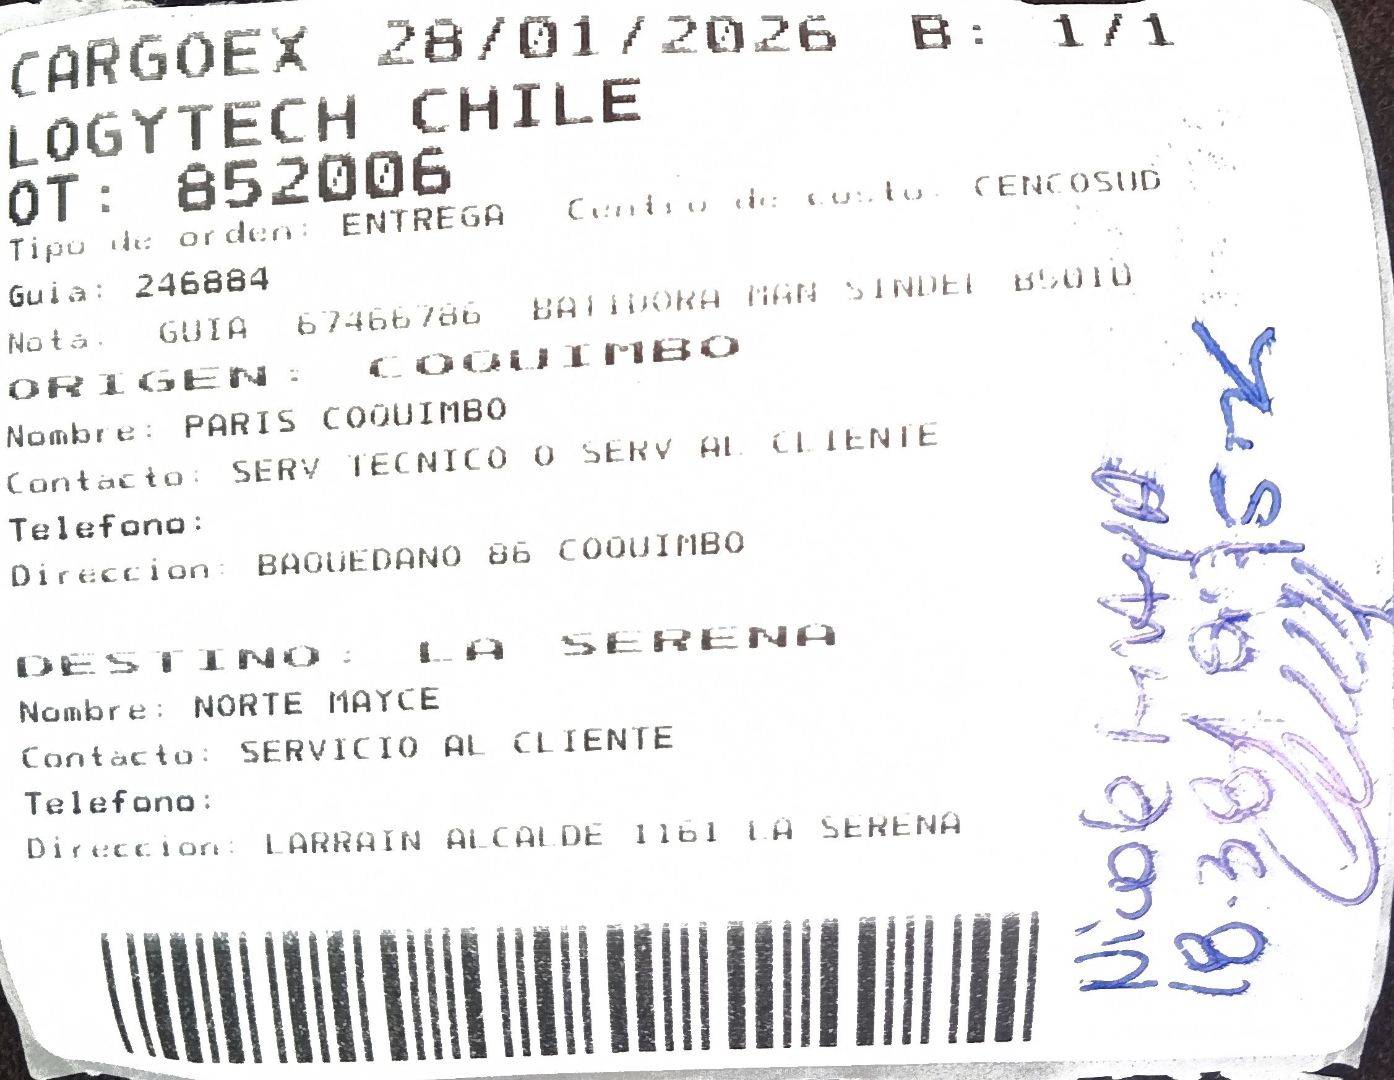 CARGOEX 28/01/2026 B: 1/1
LOGYTECH CHILE
OT: 852006
Tipo de orden: ENTREGA Centro de costo: CENCOSUD
Guia: 246884
Nota: GUIA 67466786 BATIDORA MAN SINDEL 85010
ORIGEN: COQUIMBO
Nombre: PARIS COQUIMBO
Contacto: SERV TECNICO O SERV AL CLIENTE
Telefono:
Direccion: BAQUEDANO 86 COQUIMBO
DESTINO: LA SERENA
Nombre: NORTE MAYCE
Contacto: SERVICIO AL CLIENTE
Telefono:
Direccion: LARRAIN ALCALDE 1161 LA SERENA